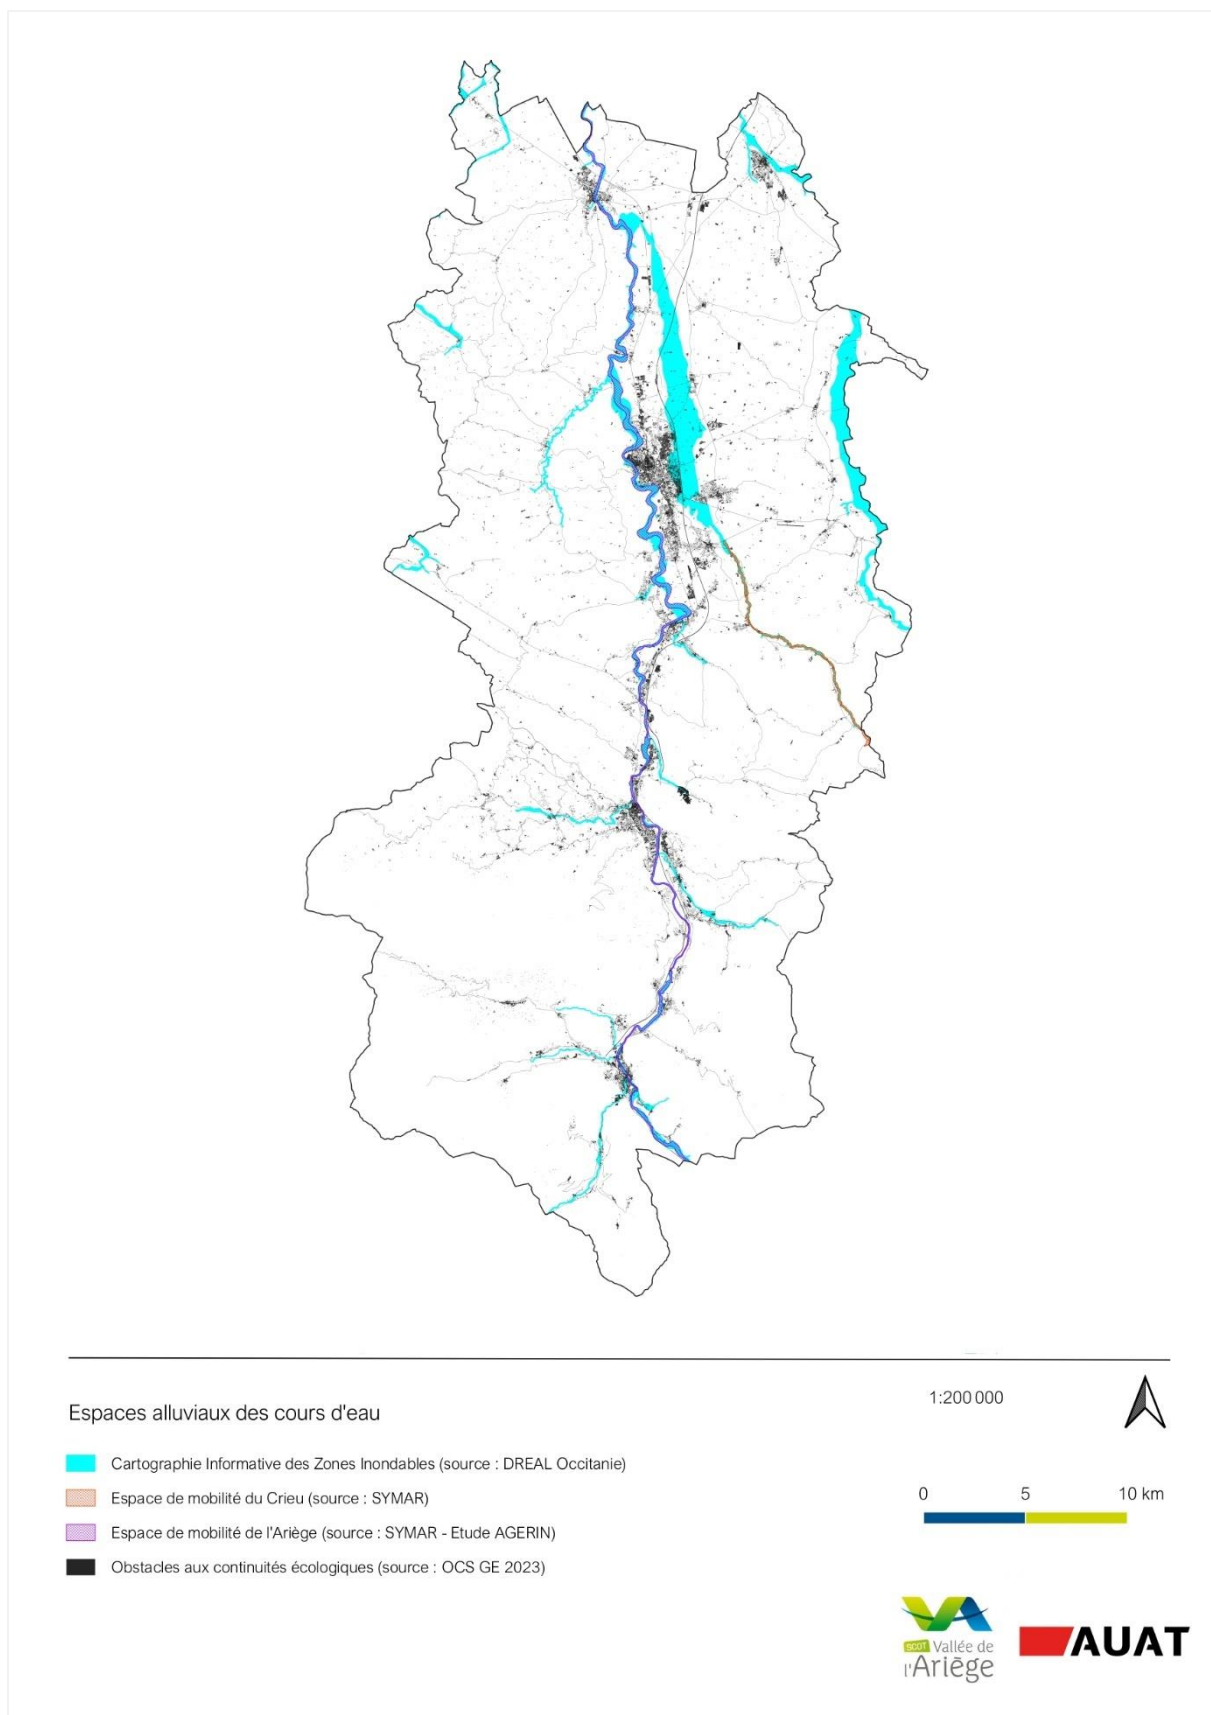 Espaces alluviaux des cours d'eau
Cartographie Informative des Zones Inondables (source : DREAL Occitanie)
Espace de mobilité du Crieu (source : SYMAR)
Espace de mobilité de l'Ariège (source : SYMAR - Etude AGERIN)
Obstacles aux continuités écologiques (source : OCS GE 2023)
1:200 000
0 5 10 km
SCOT Vallée de
l'Ariēge
AUAT